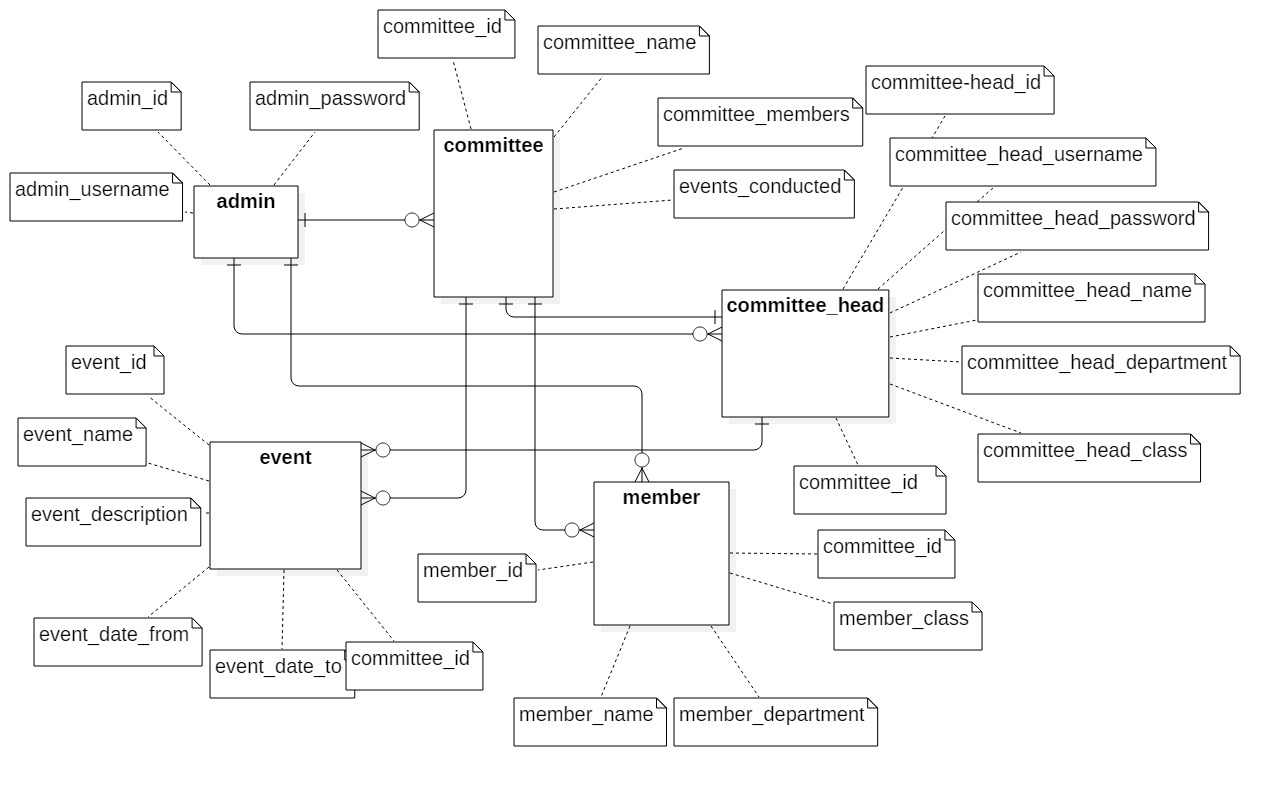 committee_id
committee_name
committee-head_id
admin_id
admin_password
committee_members
committee
committee_head_username
admin_username
events_conducted
admin
committee_head_password
committee_head_name
committee_head
event_id
committee_head_department
event_name
event
committee_head_class
committee_id
member
event_description
committee_id
member_id
member_class
event_date_from
event_date_to
committee_id
member_name
member_department